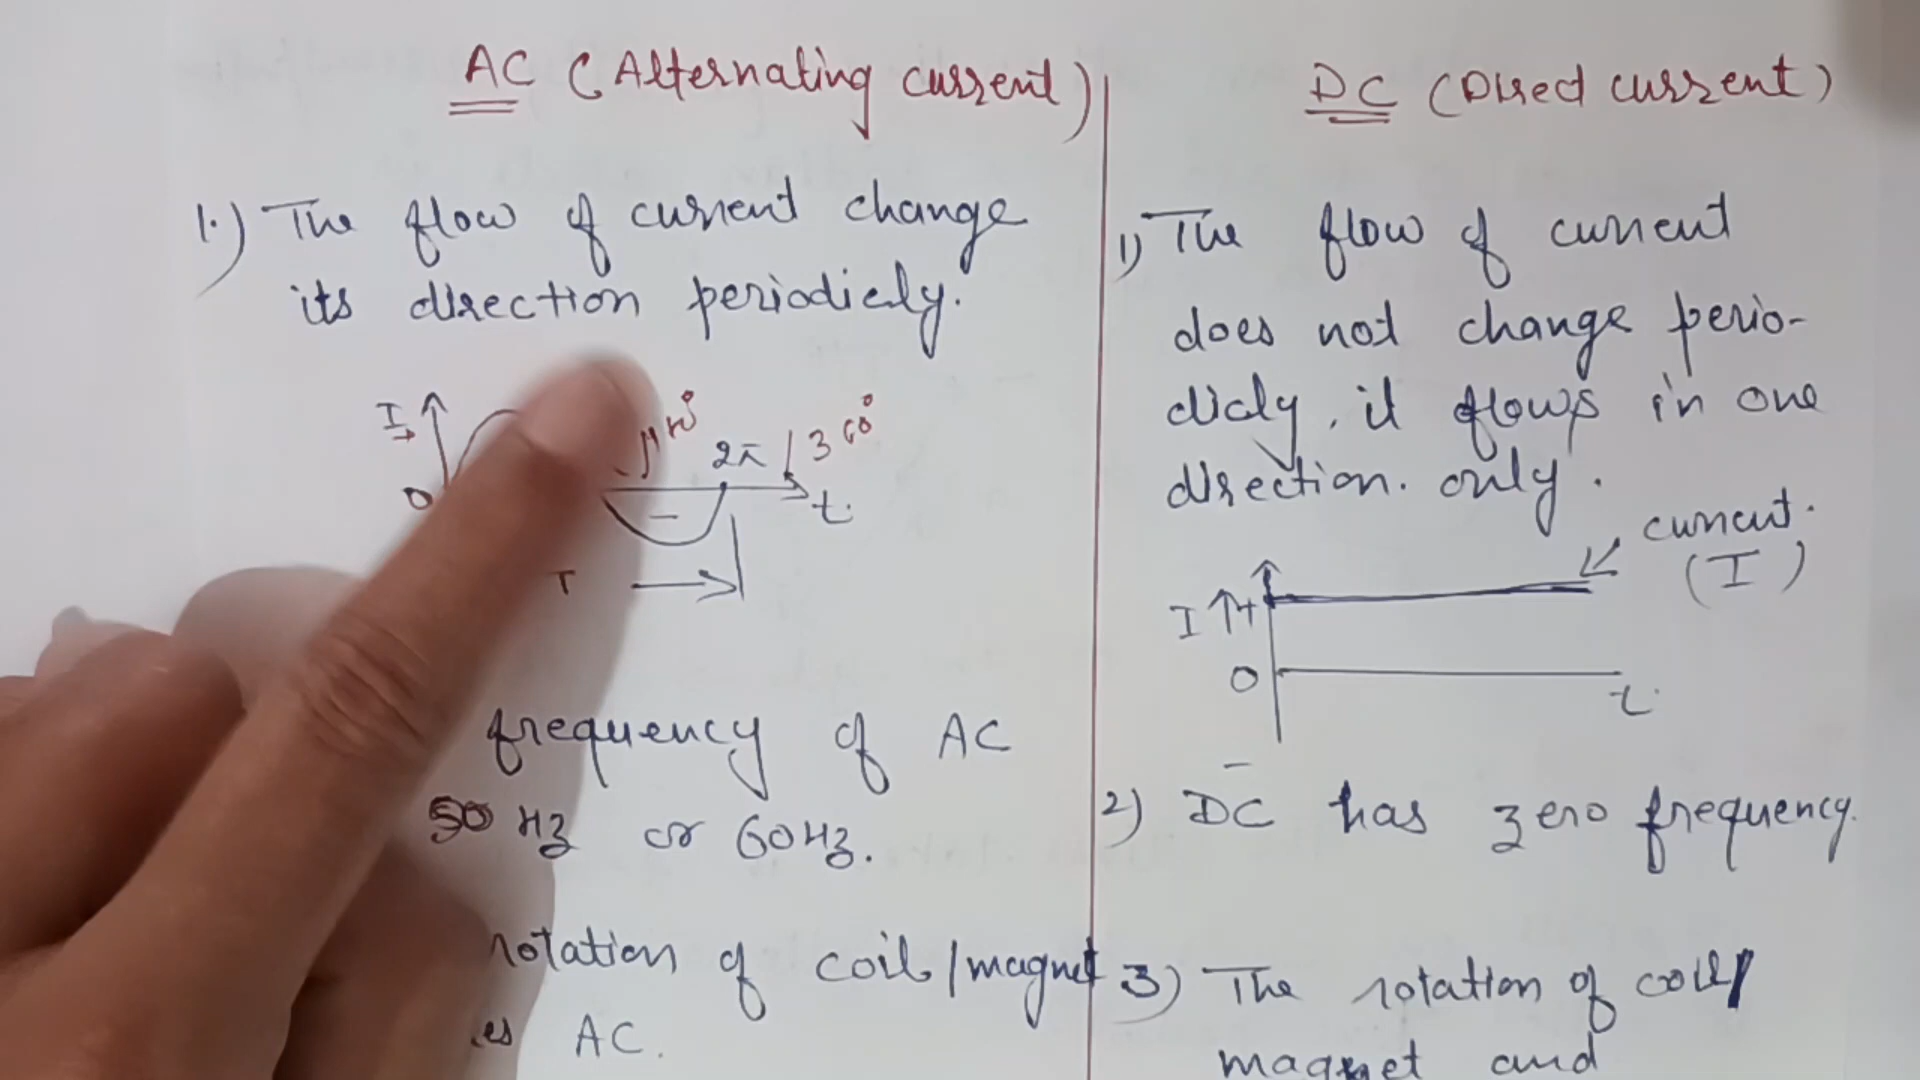 AC (Alternating current)
1.) The flow of current change
its direction periodicly.
I
0
2π
360°
t
T
frequency of AC
50 Hz or 60Hz.
rotation of coil/magnet
es AC.
DC (Direct current)
1) The flow of current
does not change perio-
dicly, it flows in one
direction. only.
current.
(I)
I ↑+
0
t
–
2) DC has zero frequency.
3) The rotation of coil/
magnet and